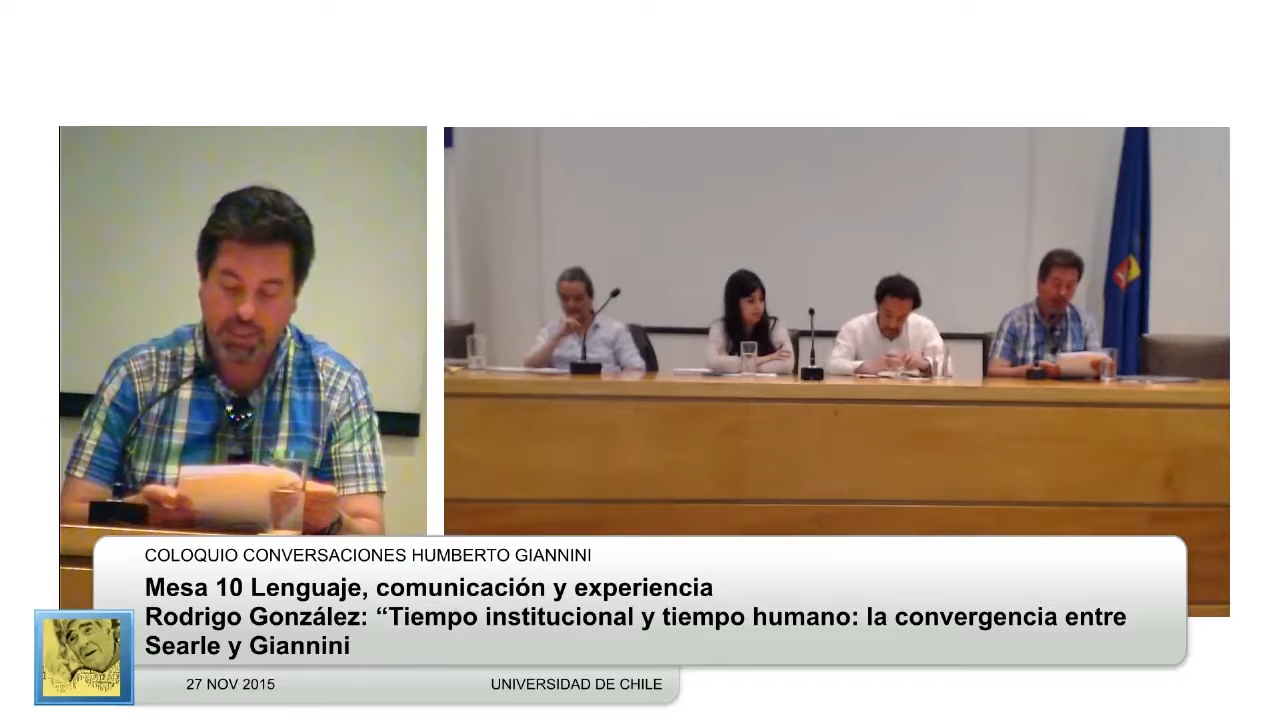 COLOQUIO CONVERSACIONES HUMBERTO GIANNINI
Mesa 10 Lenguaje, comunicación y experiencia
Rodrigo González: “Tiempo institucional y tiempo humano: la convergencia entre
Searle y Giannini
27 NOV 2015
UNIVERSIDAD DE CHILE